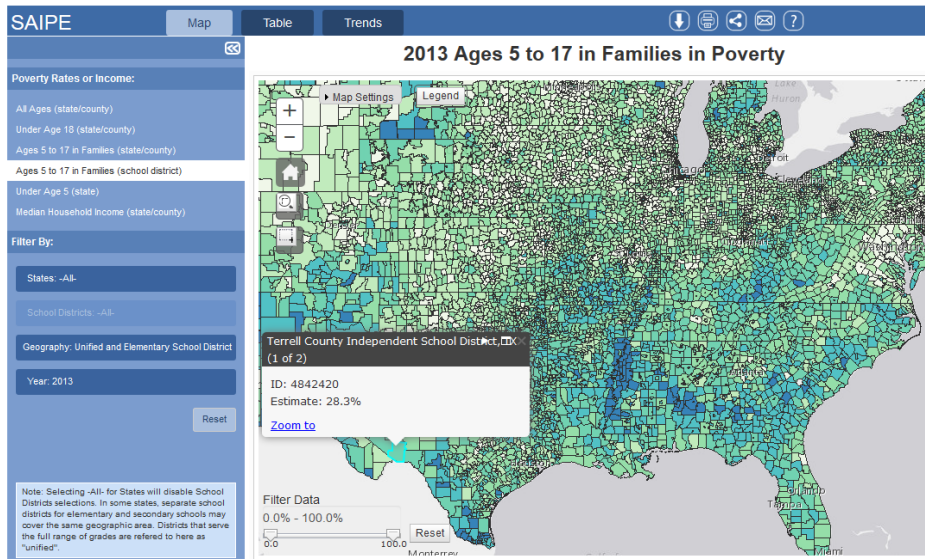 SAIPE
Map
Table
Trends
?
2013 Ages 5 to 17 in Families in Poverty
Poverty Rates or Income:
All Ages (state/county)
Under Age 18 (state/county)
Ages 5 to 17 in Families (state/county)
Ages 5 to 17 in Families (school district)
Under Age 5 (state)
Median Household Income (state/county)
Filter By:
States: -All-
School Districts: -All-
Geography: Unified and Elementary School District
Year: 2013
Reset
Note: Selecting -All- for States will disable School
Districts selections. In some states, separate school
districts for elementary and secondary schools may
cover the same geographic area. Districts that serve
the full range of grades are refered to here as
"unified".
+
Map Settings
Legend
−
Lake
Huron
Terrell County Independent School District, TX
(1 of 2)
ID: 4842420
Estimate: 28.3%
Zoom to
Filter Data
0.0% - 100.0%
0.0
100.0
Reset
Monterrey
Atlanta
Orlando
Tampa
Miami